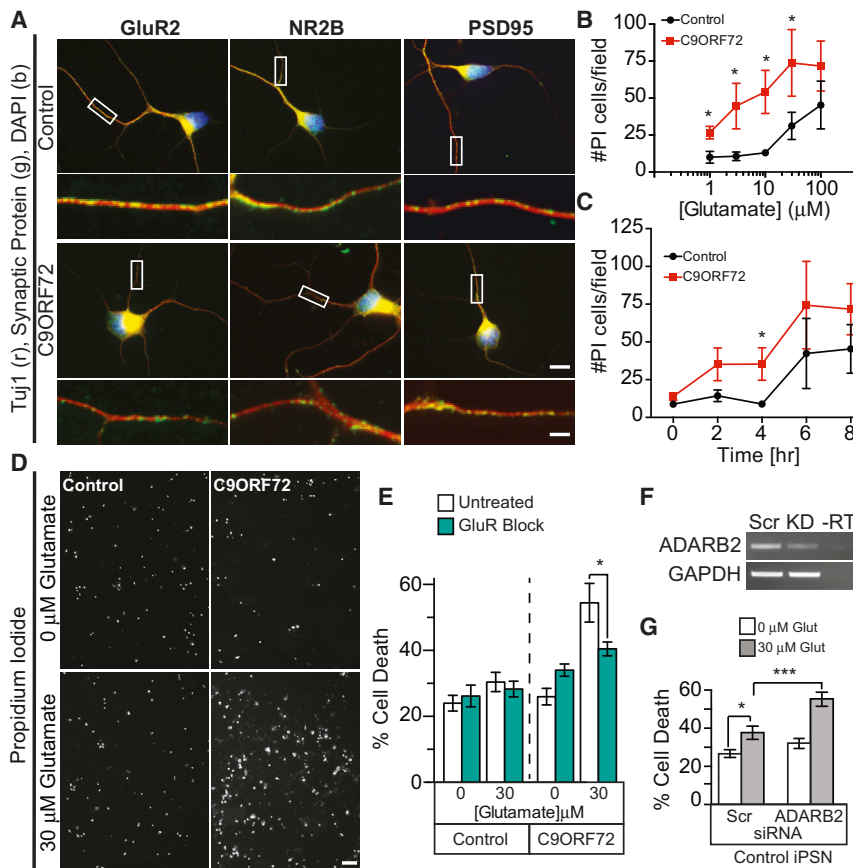 A
GluR2 NR2B PSD95
Tuj1 (r), Synaptic Protein (g), DAPI (b)
Control
C9ORF72
B
Control
C9ORF72
#PI cells/field
100
75
50
25
0
* * * *
1 10 100
[Glutamate] (μM)
C
Control
C9ORF72
#PI cells/field
125
100
75
50
25
0
*
0 2 4 6 8
Time [hr]
D
Control C9ORF72
Propidium Iodide
0 μM Glutamate
30 μM Glutamate
E
Untreated
GluR Block
% Cell Death
60
40
20
0
*
0 30 0 30
[Glutamate]μM
Control C9ORF72
F
Scr KD -RT
ADARB2
GAPDH
G
0 μM Glut
30 μM Glut
% Cell Death
60
40
20
0
* ***
Scr ADARB2
siRNA
Control iPSN